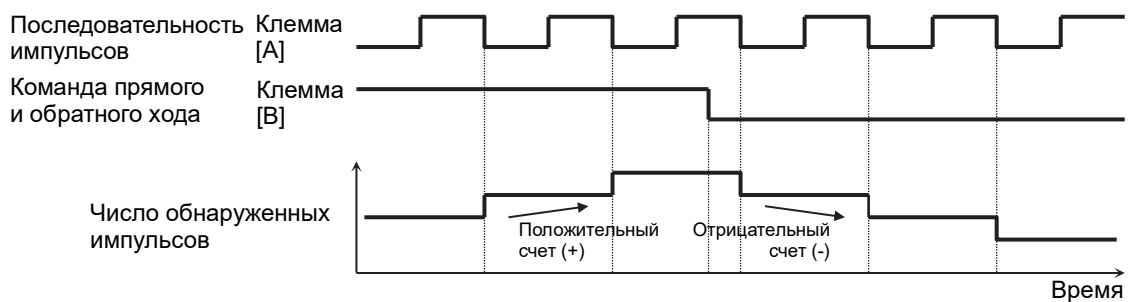 Последовательность Клемма
импульсов [A]
Команда прямого Клемма
и обратного хода [B]
Число обнаруженных
импульсов
Положительный
счет (+)
Отрицательный
счет (-)
Время